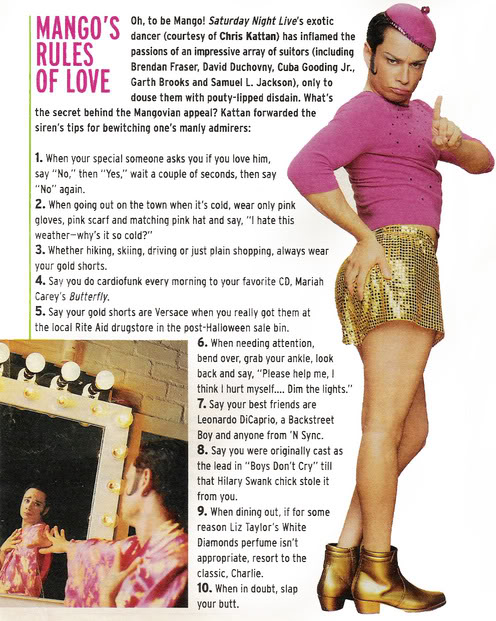 MANGO'S
RULES
OF LOVE
Oh, to be Mango! Saturday Night Live's exotic
dancer (courtesy of Chris Kattan) has inflamed the
passions of an impressive array of suitors (including
Brendan Fraser, David Duchovny, Cuba Gooding Jr.,
Garth Brooks and Samuel L. Jackson), only to
douse them with pouty-lipped disdain. What's
the secret behind the Mangovian appeal? Kattan forwarded the
siren's tips for bewitching one's manly admirers:
1. When your special someone asks you if you love him,
say "No," then "Yes," wait a couple of seconds, then say
"No" again.
2. When going out on the town when it's cold, wear only pink
gloves, pink scarf and matching pink hat and say, "I hate this
weather—why's it so cold?"
3. Whether hiking, skiing, driving or just plain shopping, always wear
your gold shorts.
4. Say you do cardiofunk every morning to your favorite CD, Mariah
Carey's Butterfly.
5. Say your gold shorts are Versace when you really got them at
the local Rite Aid drugstore in the post-Halloween sale bin.
6. When needing attention,
bend over, grab your ankle, look
back and say, "Please help me, I
think I hurt myself.... Dim the lights."
7. Say your best friends are
Leonardo DiCaprio, a Backstreet
Boy and anyone from 'N Sync.
8. Say you were originally cast as
the lead in "Boys Don't Cry" till
that Hilary Swank chick stole it
from you.
9. When dining out, if for some
reason Liz Taylor's White
Diamonds perfume isn't
appropriate, resort to the
classic, Charlie.
10. When in doubt, slap
your butt.